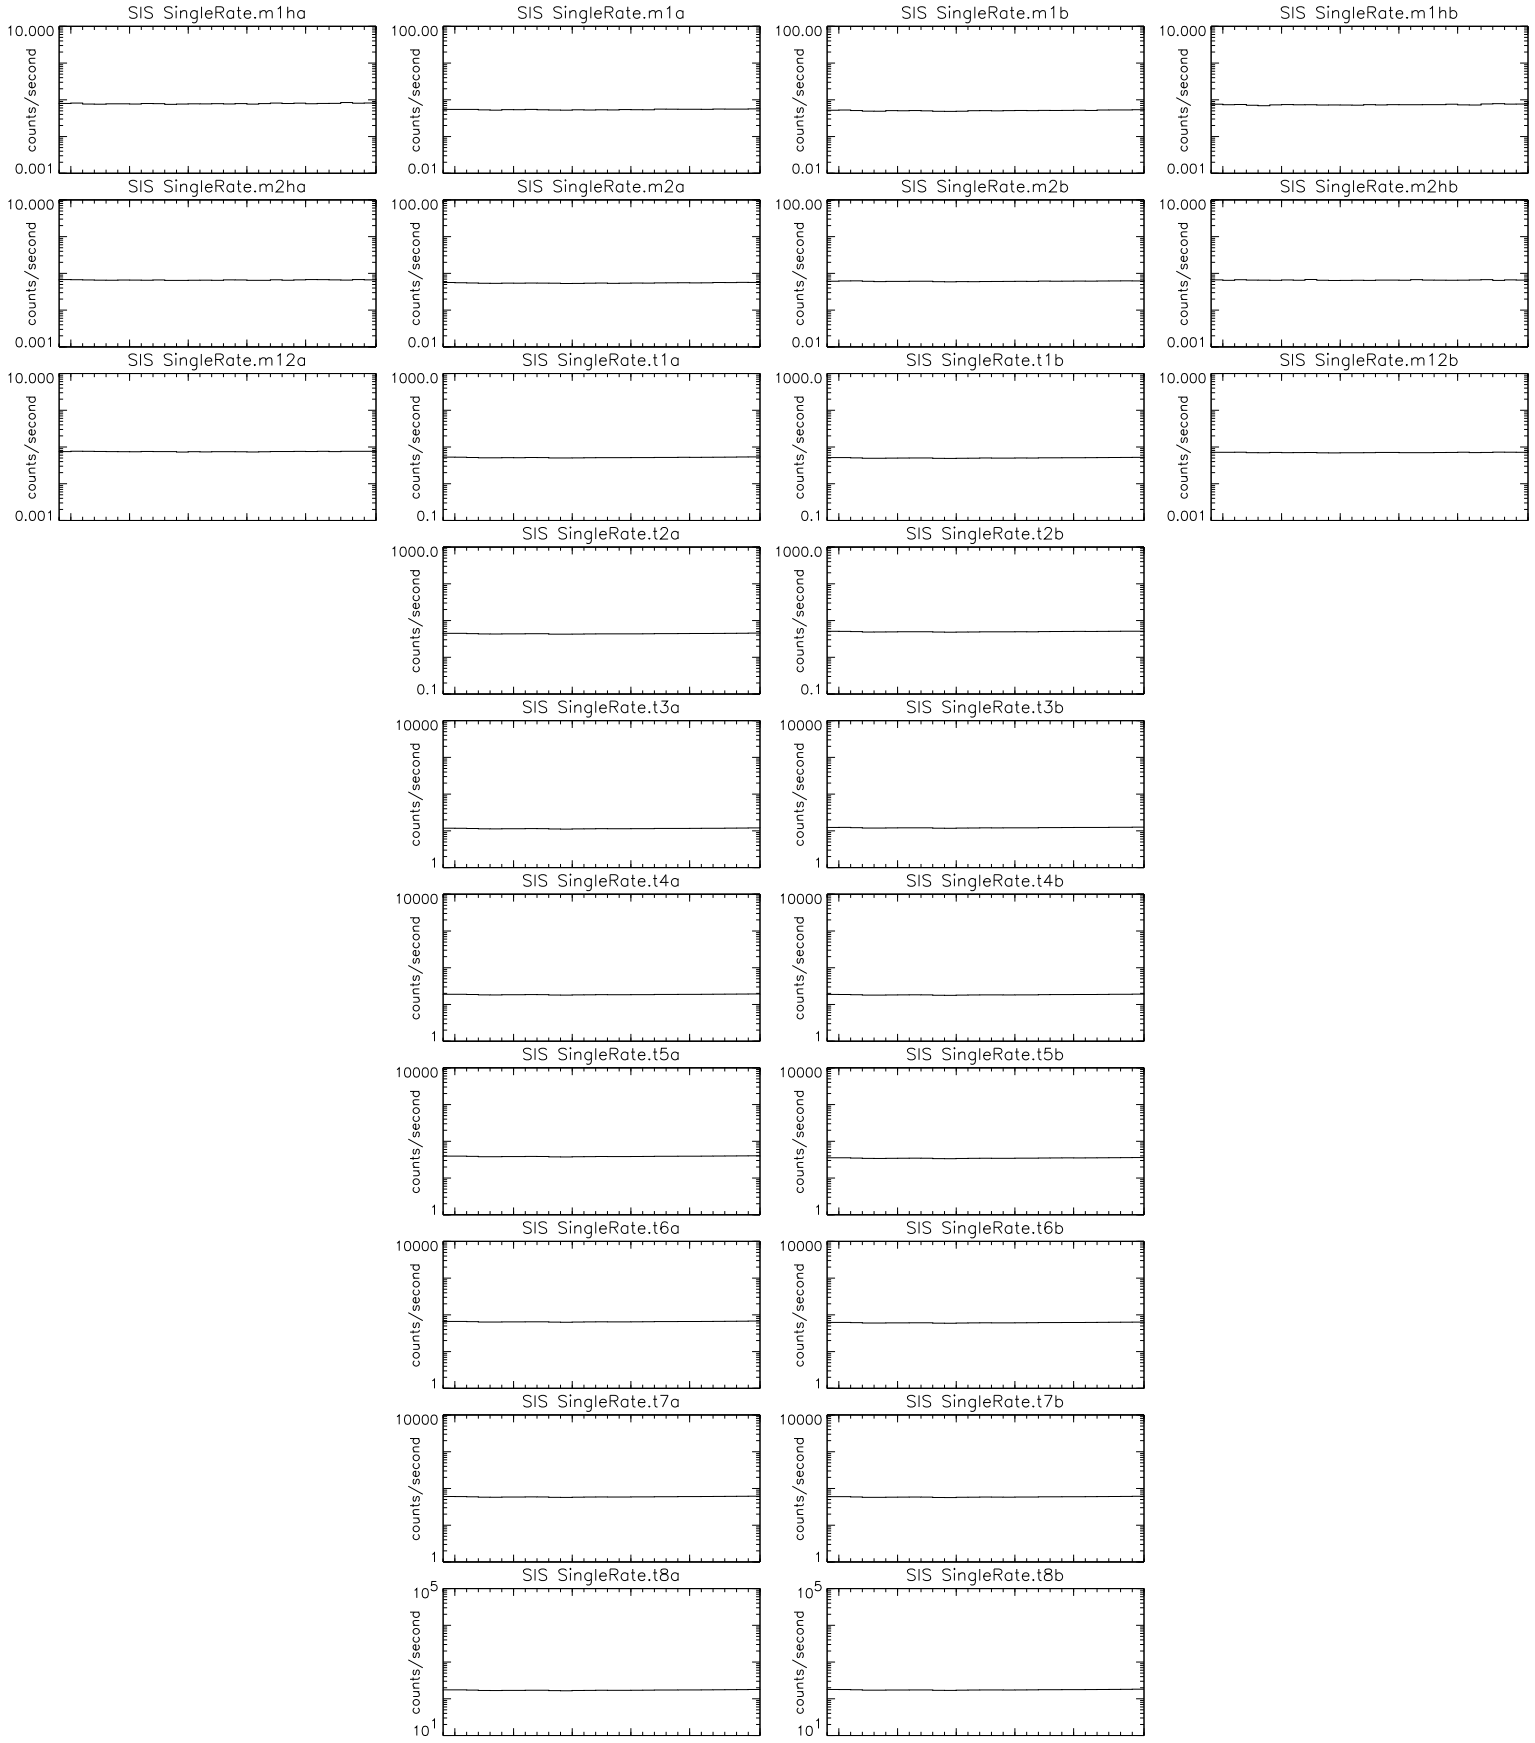 SIS SingleRate.m1ha SIS SingleRate.m1a SIS SingleRate.m1b SIS SingleRate.m1hb
10.000 100.00 100.00 10.000
counts/second counts/second counts/second counts/second
0.001 0.01 0.01 0.001
SIS SingleRate.m2ha SIS SingleRate.m2a SIS SingleRate.m2b SIS SingleRate.m2hb
10.000 100.00 100.00 10.000
counts/second counts/second counts/second counts/second
0.001 0.01 0.01 0.001
SIS SingleRate.m12a SIS SingleRate.t1a SIS SingleRate.t1b SIS SingleRate.m12b
10.000 1000.0 1000.0 10.000
counts/second counts/second counts/second counts/second
0.001 0.1 0.1 0.001
SIS SingleRate.t2a SIS SingleRate.t2b
1000.0 1000.0
counts/second counts/second
0.1 0.1
SIS SingleRate.t3a SIS SingleRate.t3b
10000 10000
counts/second counts/second
1 1
SIS SingleRate.t4a SIS SingleRate.t4b
10000 10000
counts/second counts/second
1 1
SIS SingleRate.t5a SIS SingleRate.t5b
10000 10000
counts/second counts/second
1 1
SIS SingleRate.t6a SIS SingleRate.t6b
10000 10000
counts/second counts/second
1 1
SIS SingleRate.t7a SIS SingleRate.t7b
10000 10000
counts/second counts/second
1 1
SIS SingleRate.t8a SIS SingleRate.t8b
10⁵ 10⁵
counts/second counts/second
10¹ 10¹